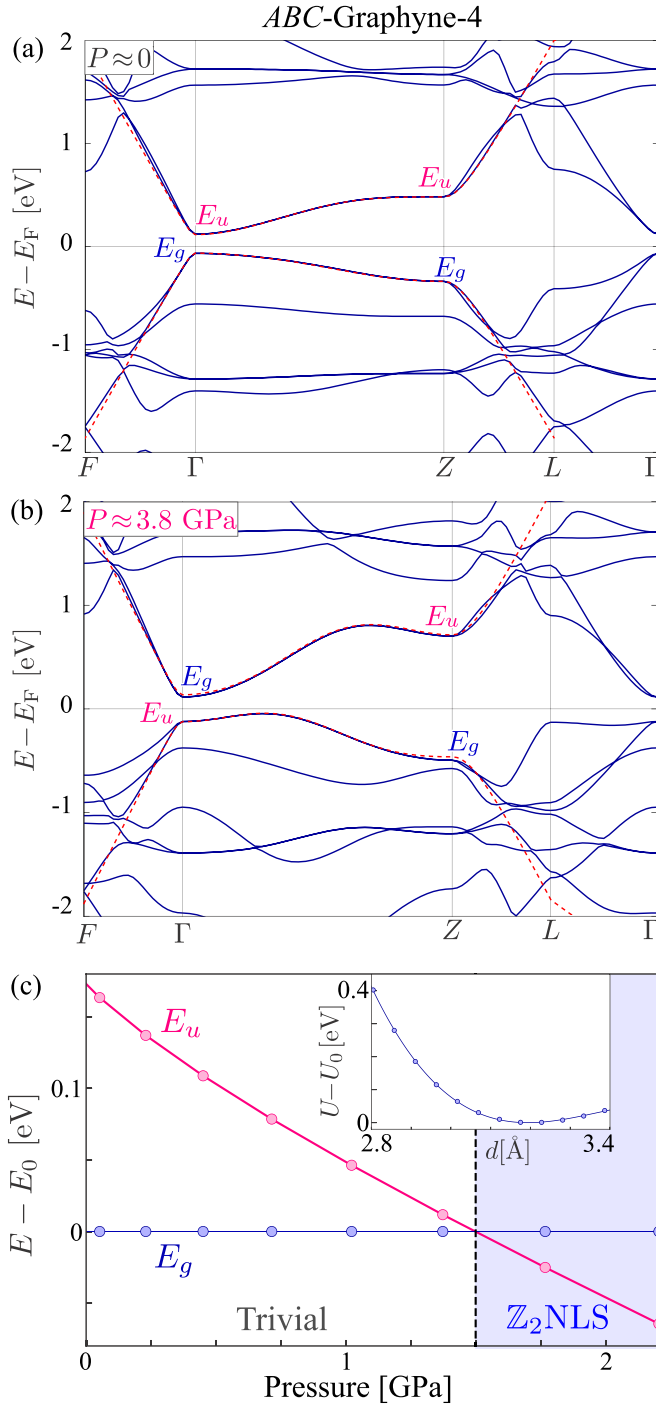 ABC-Graphyne-4
(a)
P≈0
2
1
0
-1
-2
E−E_F [eV]
E_u
E_u
E_g
E_g
F
Γ
Z
L
Γ
(b)
P≈3.8 GPa
2
1
0
-1
-2
E−E_F [eV]
E_g
E_u
E_u
E_g
F
Γ
Z
L
Γ
(c)
E_u
E_g
0.1
0
E − E_0 [eV]
0.4
0
U−U_0 [eV]
2.8
d[Å]
3.4
Trivial
ℤ_2NLS
0
1
2
Pressure [GPa]